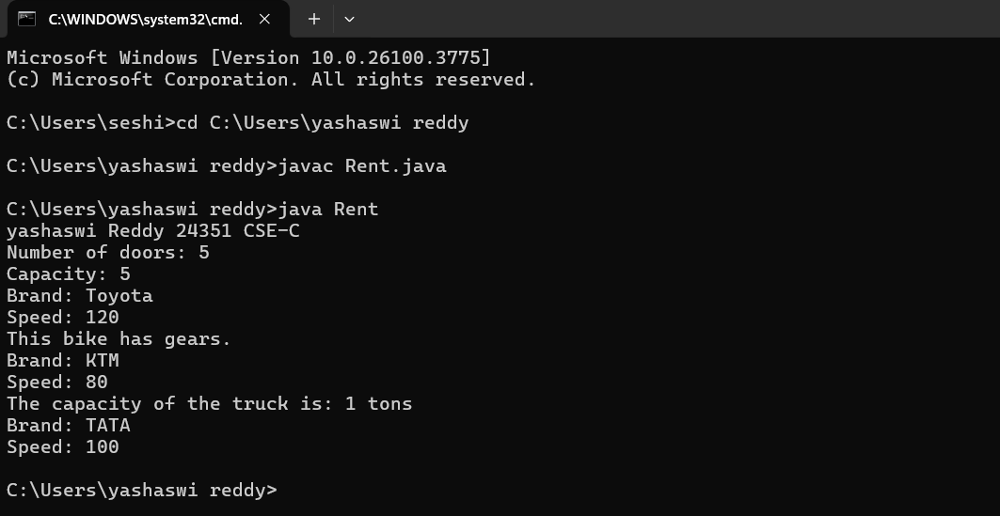 C:\WINDOWS\system32\cmd.
Microsoft Windows [Version 10.0.26100.3775]
(c) Microsoft Corporation. All rights reserved.
C:\Users\seshi>cd C:\Users\yashaswi reddy
C:\Users\yashaswi reddy>javac Rent.java
C:\Users\yashaswi reddy>java Rent
yashaswi Reddy 24351 CSE-C
Number of doors: 5
Capacity: 5
Brand: Toyota
Speed: 120
This bike has gears.
Brand: KTM
Speed: 80
The capacity of the truck is: 1 tons
Brand: TATA
Speed: 100
C:\Users\yashaswi reddy>